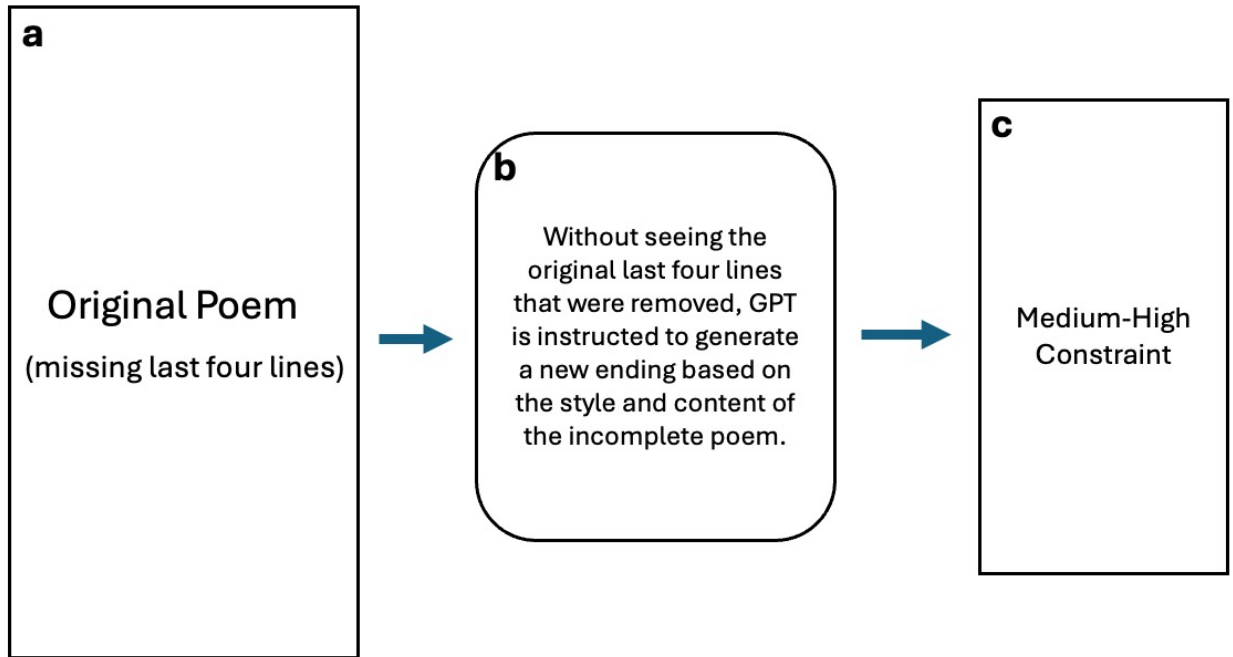 a
Original Poem
(missing last four lines)
b
Without seeing the
original last four lines
that were removed, GPT
is instructed to generate
a new ending based on
the style and content of
the incomplete poem.
c
Medium-High
Constraint